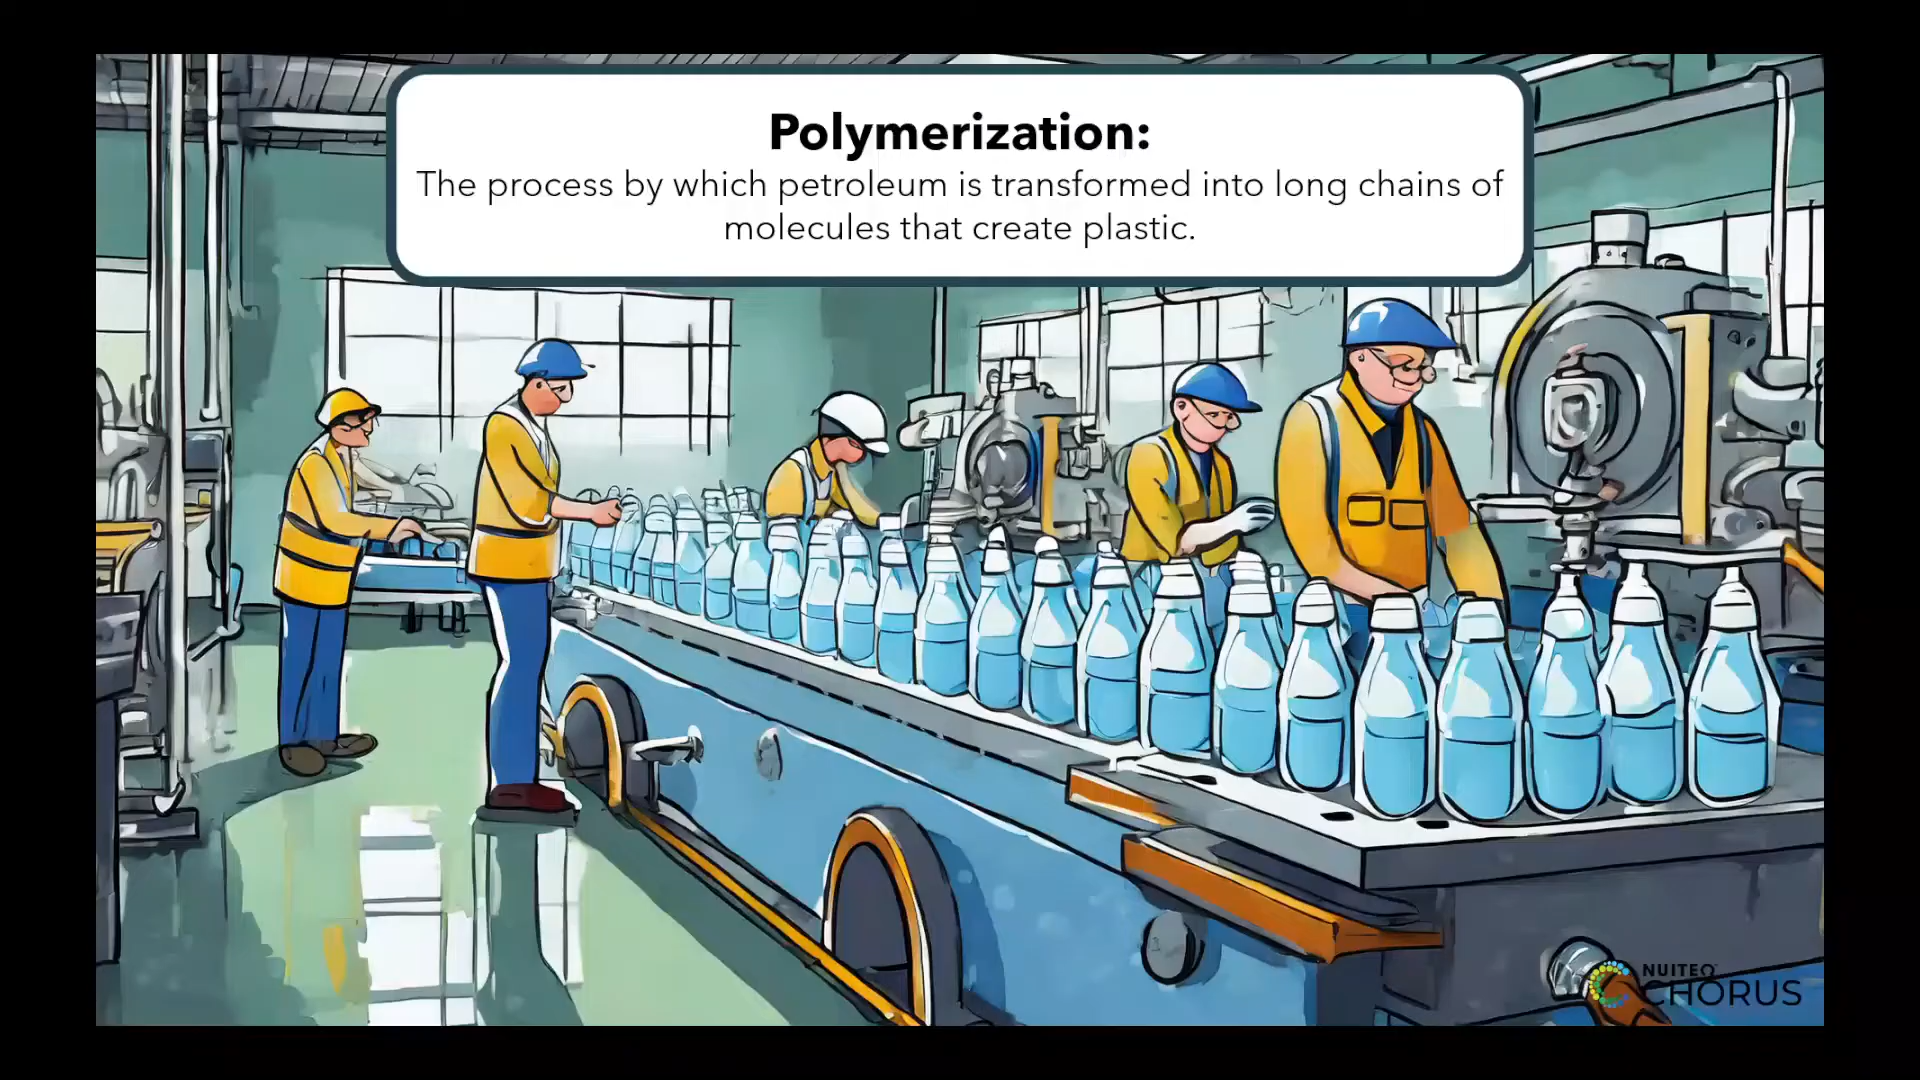 Polymerization:
The process by which petroleum is transformed into long chains of
molecules that create plastic.
NUITEQ
CHORUS